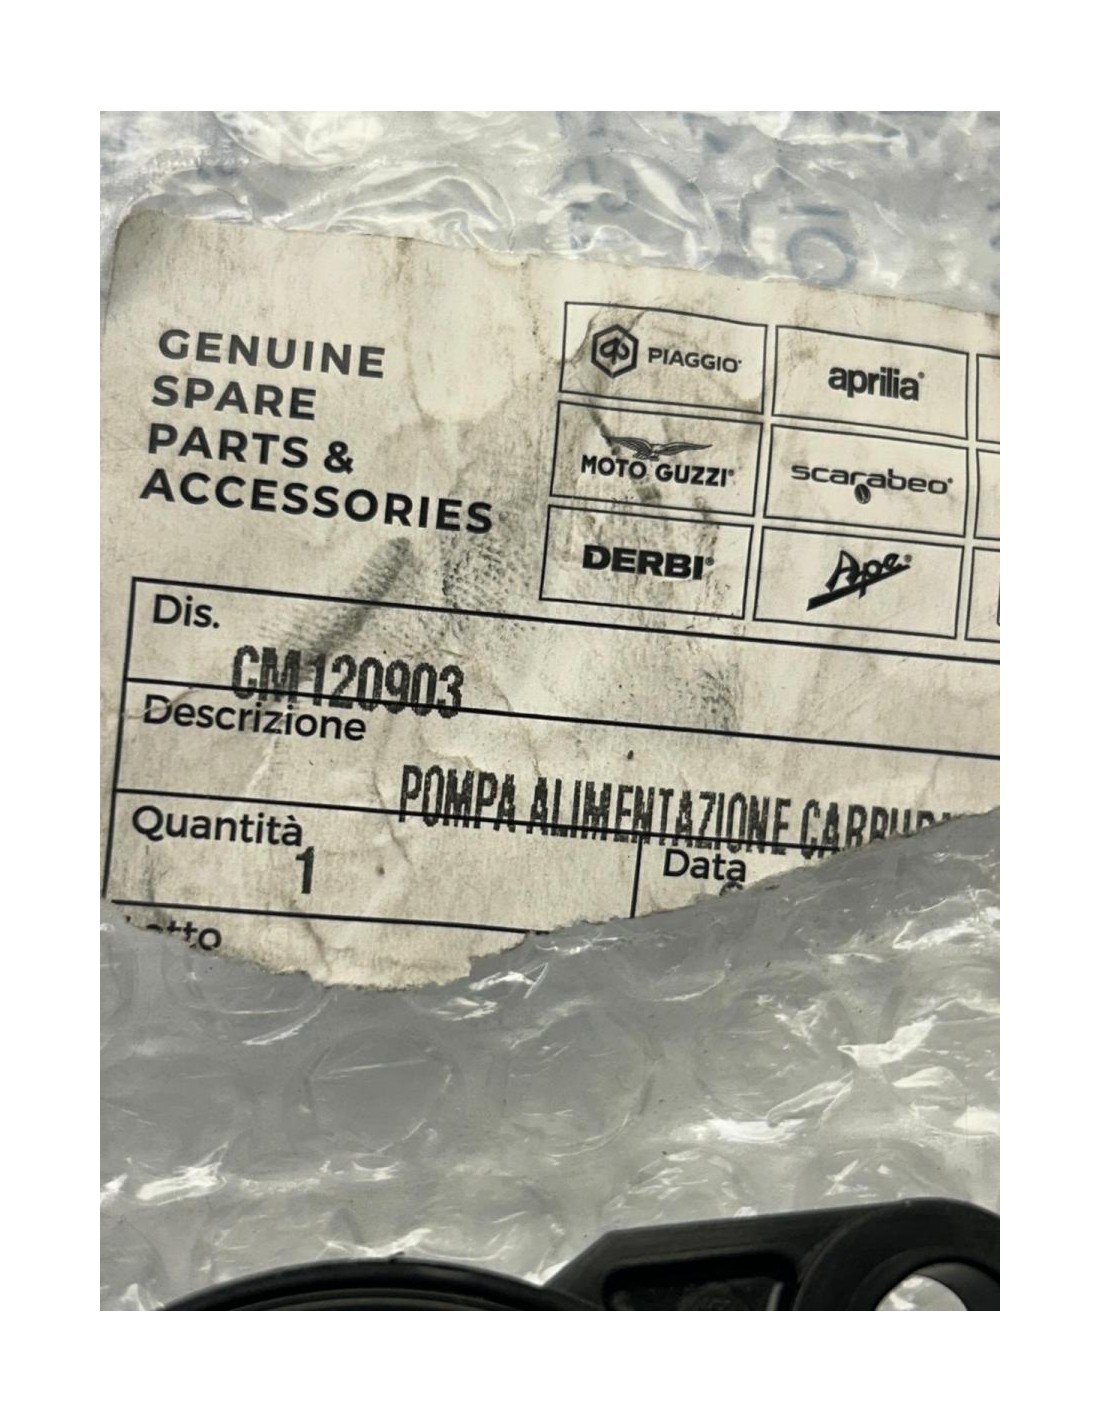 GENUINE
SPARE
PARTS &
ACCESSORIES
PIAGGIO
aprilia
MOTO GUZZI
scarabeo
DERBI
Ape
Dis.
CM120903
Descrizione
POMPA ALIMENTAZIONE
Quantità
1
Data